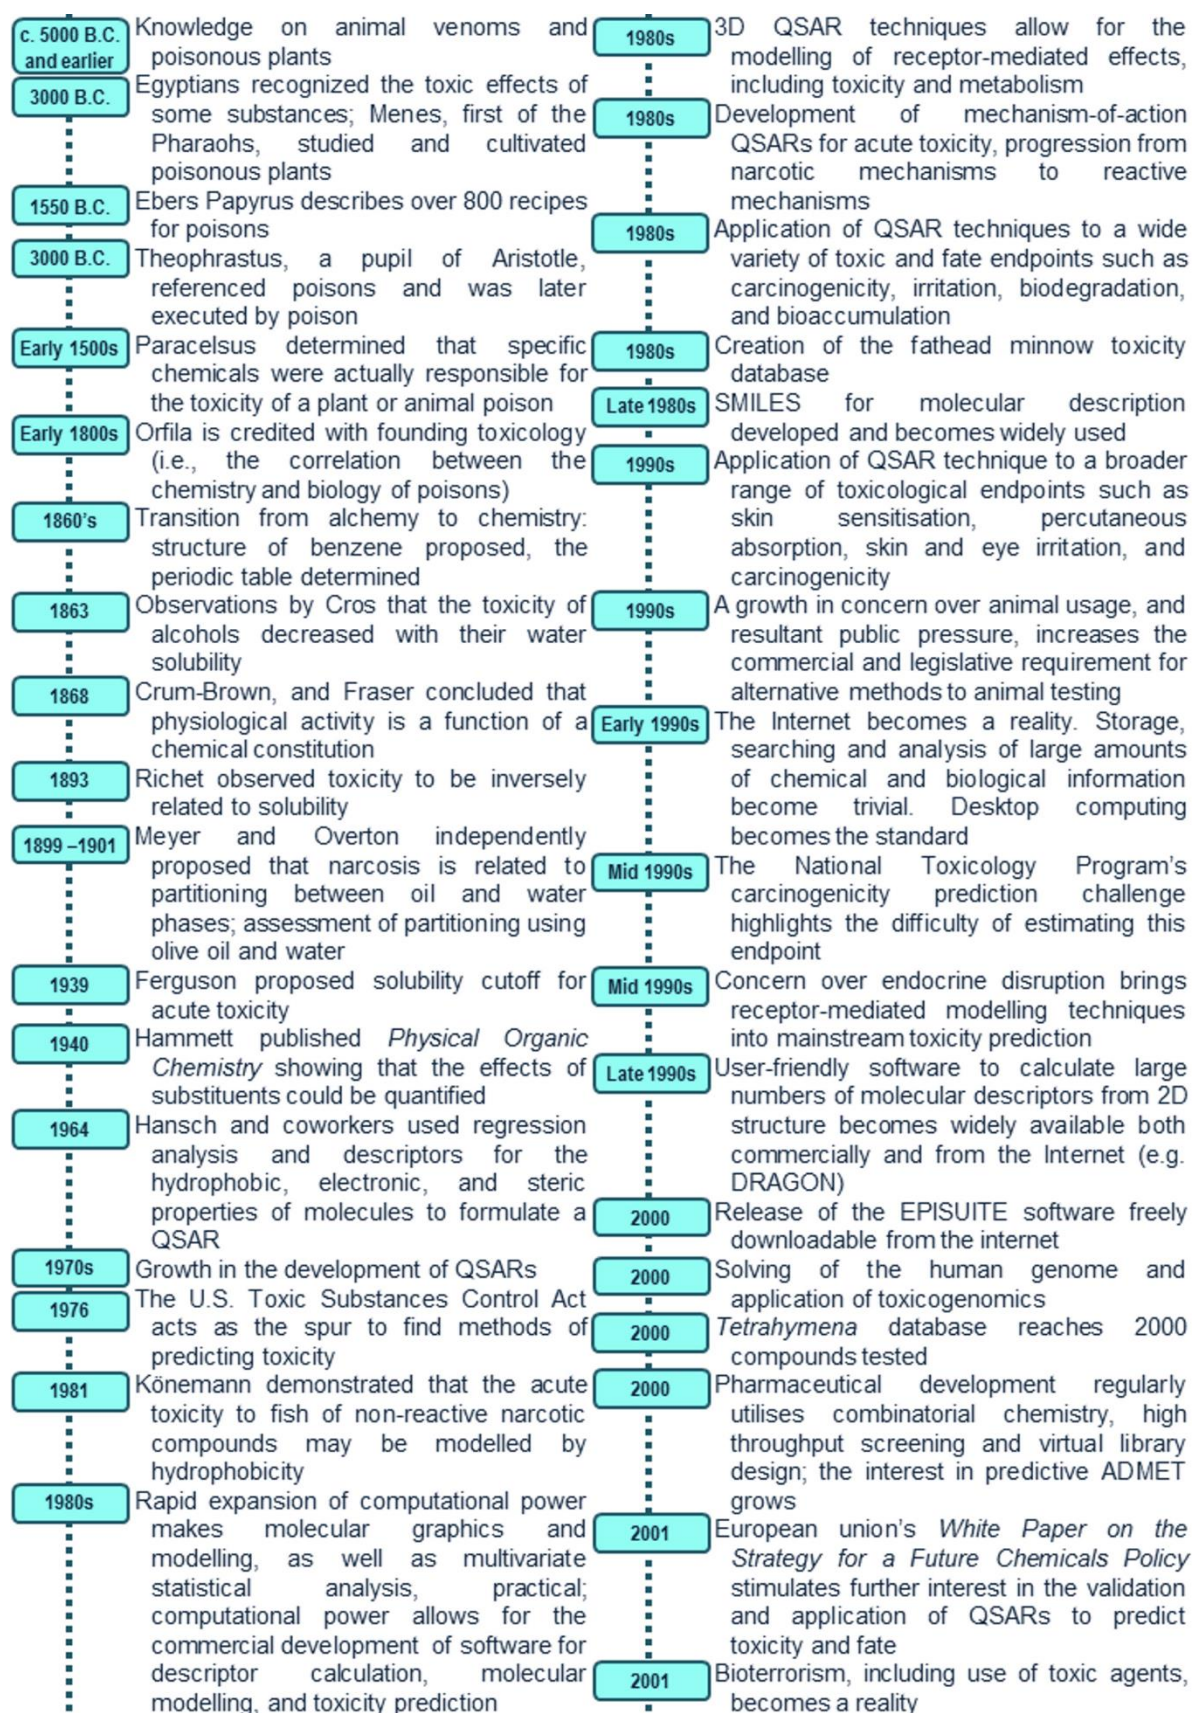 c. 5000 B.C.
and earlier
Knowledge on animal venoms and
poisonous plants
3000 B.C.
Egyptians recognized the toxic effects of
some substances; Menes, first of the
Pharaohs, studied and cultivated
poisonous plants
1550 B.C.
Ebers Papyrus describes over 800 recipes
for poisons
3000 B.C.
Theophrastus, a pupil of Aristotle,
referenced poisons and was later
executed by poison
Early 1500s
Paracelsus determined that specific
chemicals were actually responsible for
the toxicity of a plant or animal poison
Early 1800s
Orfila is credited with founding toxicology
(i.e., the correlation between the
chemistry and biology of poisons)
1860's
Transition from alchemy to chemistry:
structure of benzene proposed, the
periodic table determined
1863
Observations by Cros that the toxicity of
alcohols decreased with their water
solubility
1868
Crum-Brown, and Fraser concluded that
physiological activity is a function of a
chemical constitution
1893
Richet observed toxicity to be inversely
related to solubility
1899 –1901
Meyer and Overton independently
proposed that narcosis is related to
partitioning between oil and water
phases; assessment of partitioning using
olive oil and water
1939
Ferguson proposed solubility cutoff for
acute toxicity
1940
Hammett published Physical Organic
Chemistry showing that the effects of
substituents could be quantified
1964
Hansch and coworkers used regression
analysis and descriptors for the
hydrophobic, electronic, and steric
properties of molecules to formulate a
QSAR
1970s
Growth in the development of QSARs
1976
The U.S. Toxic Substances Control Act
acts as the spur to find methods of
predicting toxicity
1981
Könemann demonstrated that the acute
toxicity to fish of non-reactive narcotic
compounds may be modelled by
hydrophobicity
1980s
Rapid expansion of computational power
makes molecular graphics and
modelling, as well as multivariate
statistical analysis, practical;
computational power allows for the
commercial development of software for
descriptor calculation, molecular
modelling, and toxicity prediction
1980s
3D QSAR techniques allow for the
modelling of receptor-mediated effects,
including toxicity and metabolism
1980s
Development of mechanism-of-action
QSARs for acute toxicity, progression from
narcotic mechanisms to reactive
mechanisms
1980s
Application of QSAR techniques to a wide
variety of toxic and fate endpoints such as
carcinogenicity, irritation, biodegradation,
and bioaccumulation
1980s
Creation of the fathead minnow toxicity
database
Late 1980s
SMILES for molecular description
developed and becomes widely used
1990s
Application of QSAR technique to a broader
range of toxicological endpoints such as
skin sensitisation, percutaneous
absorption, skin and eye irritation, and
carcinogenicity
1990s
A growth in concern over animal usage, and
resultant public pressure, increases the
commercial and legislative requirement for
alternative methods to animal testing
Early 1990s
The Internet becomes a reality. Storage,
searching and analysis of large amounts
of chemical and biological information
become trivial. Desktop computing
becomes the standard
Mid 1990s
The National Toxicology Program's
carcinogenicity prediction challenge
highlights the difficulty of estimating this
endpoint
Mid 1990s
Concern over endocrine disruption brings
receptor-mediated modelling techniques
into mainstream toxicity prediction
Late 1990s
User-friendly software to calculate large
numbers of molecular descriptors from 2D
structure becomes widely available both
commercially and from the Internet (e.g.
DRAGON)
2000
Release of the EPISUITE software freely
downloadable from the internet
2000
Solving of the human genome and
application of toxicogenomics
2000
Tetrahymena database reaches 2000
compounds tested
2000
Pharmaceutical development regularly
utilises combinatorial chemistry, high
throughput screening and virtual library
design; the interest in predictive ADMET
grows
2001
European union's White Paper on the
Strategy for a Future Chemicals Policy
stimulates further interest in the validation
and application of QSARs to predict
toxicity and fate
2001
Bioterrorism, including use of toxic agents,
becomes a reality